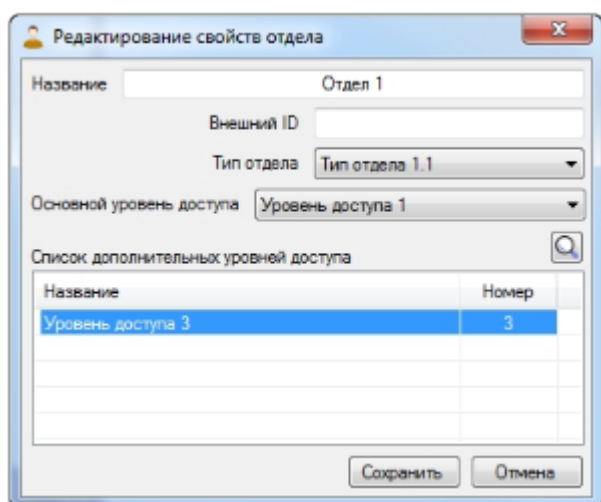 Редактирование свойств отдела
Название Отдел 1
Внешний ID
Тип отдела Тип отдела 1.1
Основной уровень доступа Уровень доступа 1
Список дополнительных уровней доступа
Название Номер
Уровень доступа 3 3
Сохранить Отмена